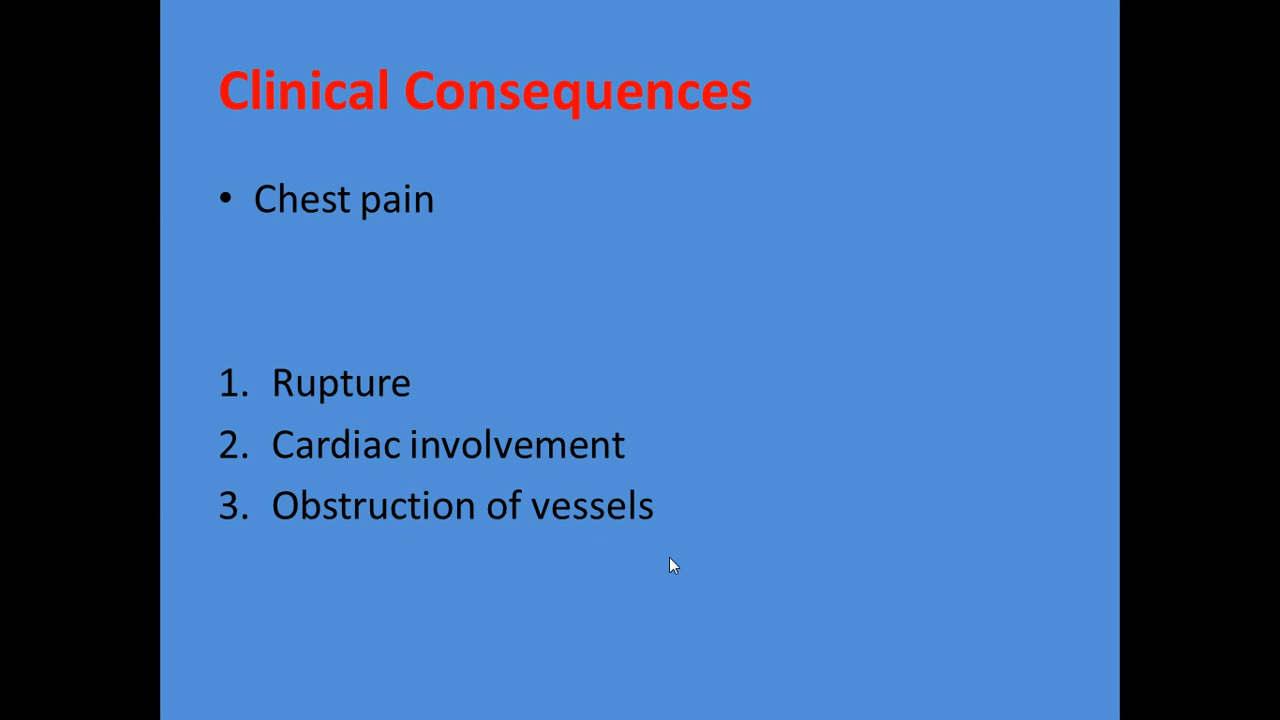 Clinical Consequences
• Chest pain
1. Rupture
2. Cardiac involvement
3. Obstruction of vessels